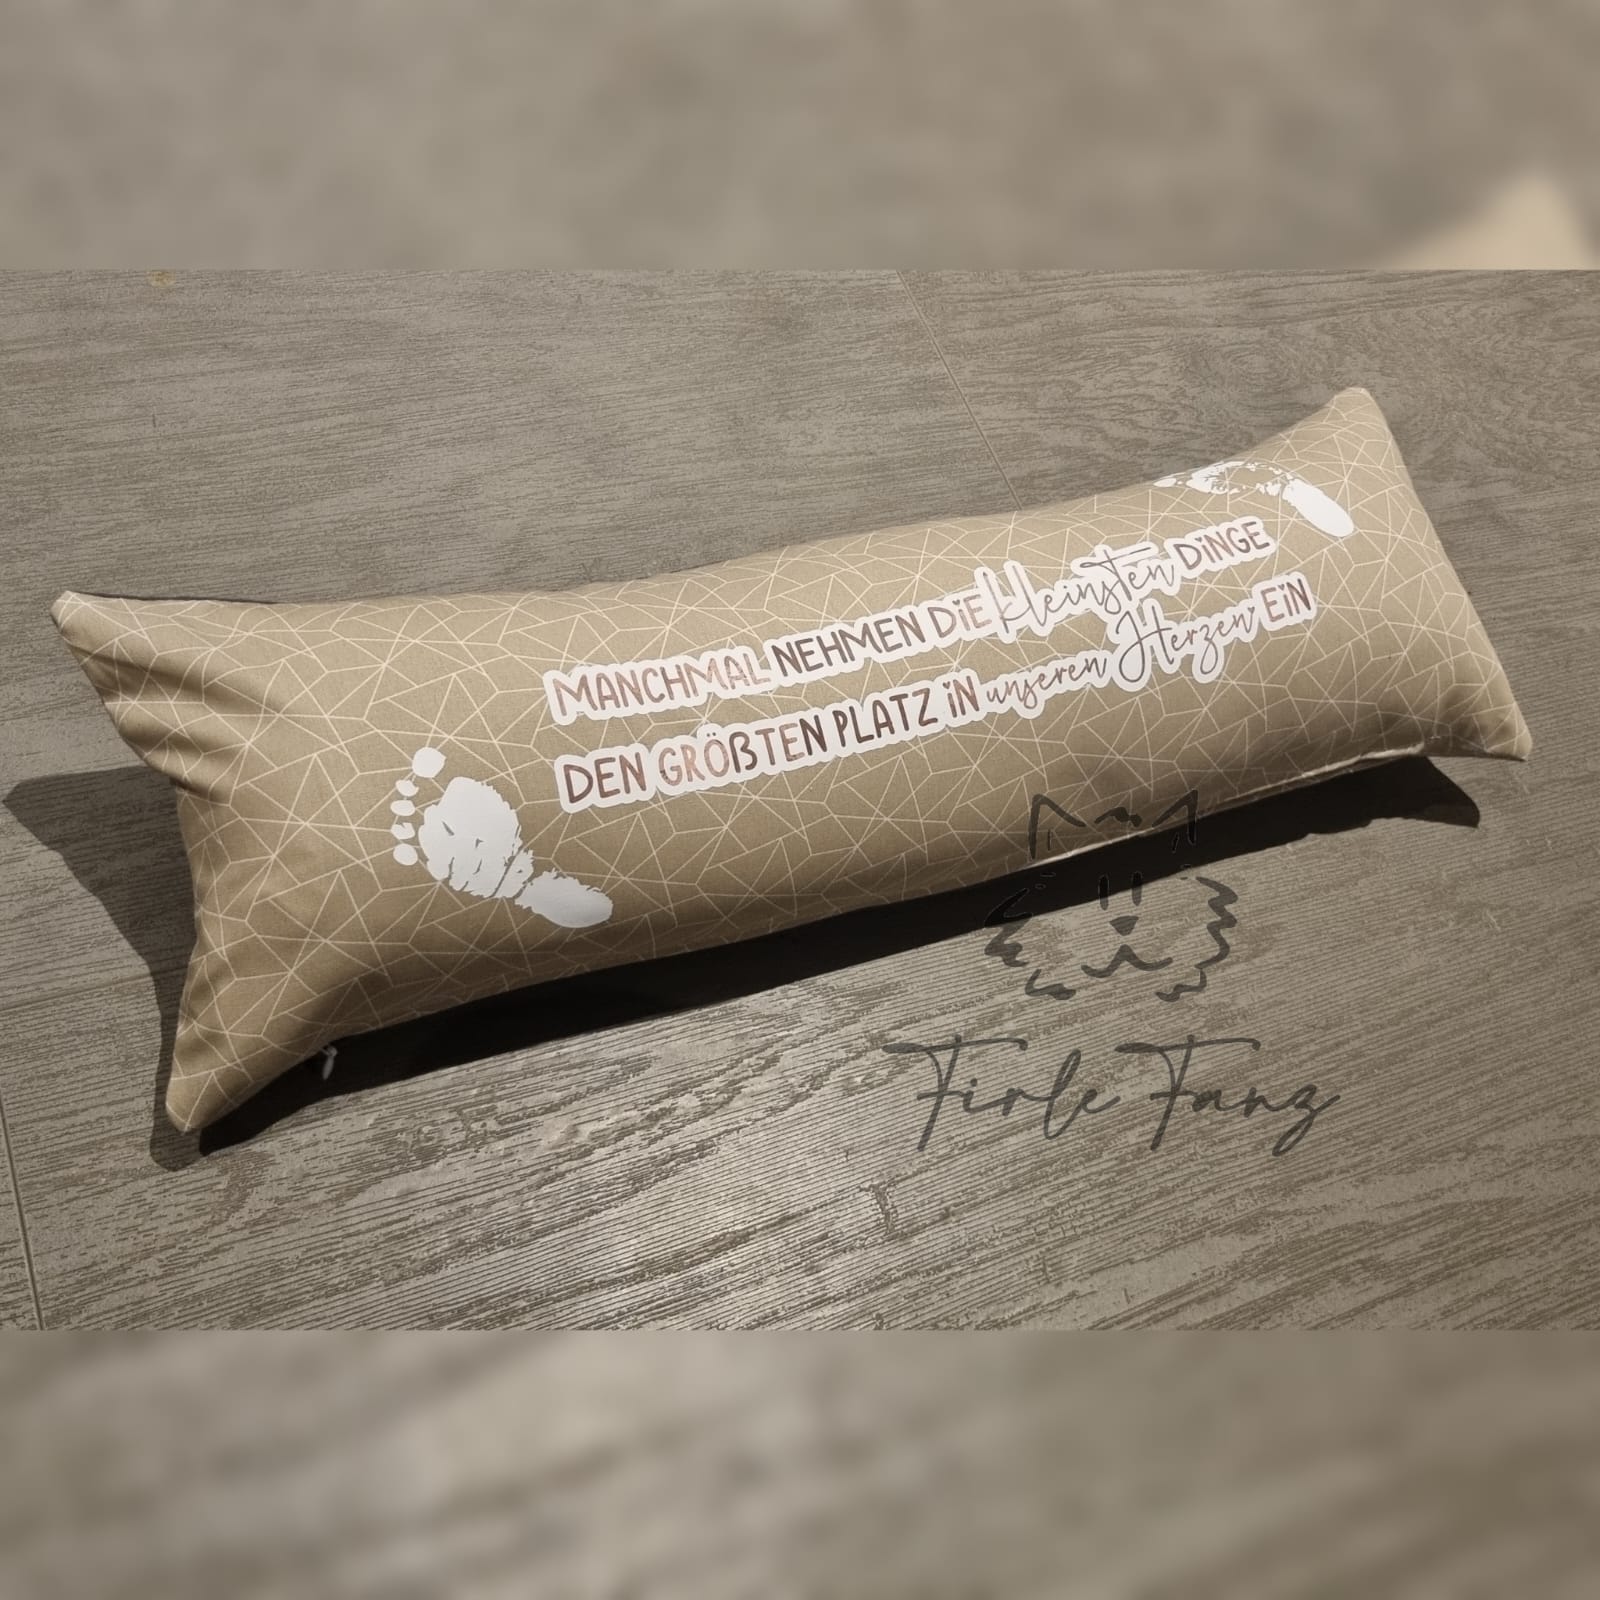 MANCHMAL NEHMEN DIE kleinsten DINGE
DEN GRÖßTEN PLATZ IN unseren Herzen EIN
Firle Fanz